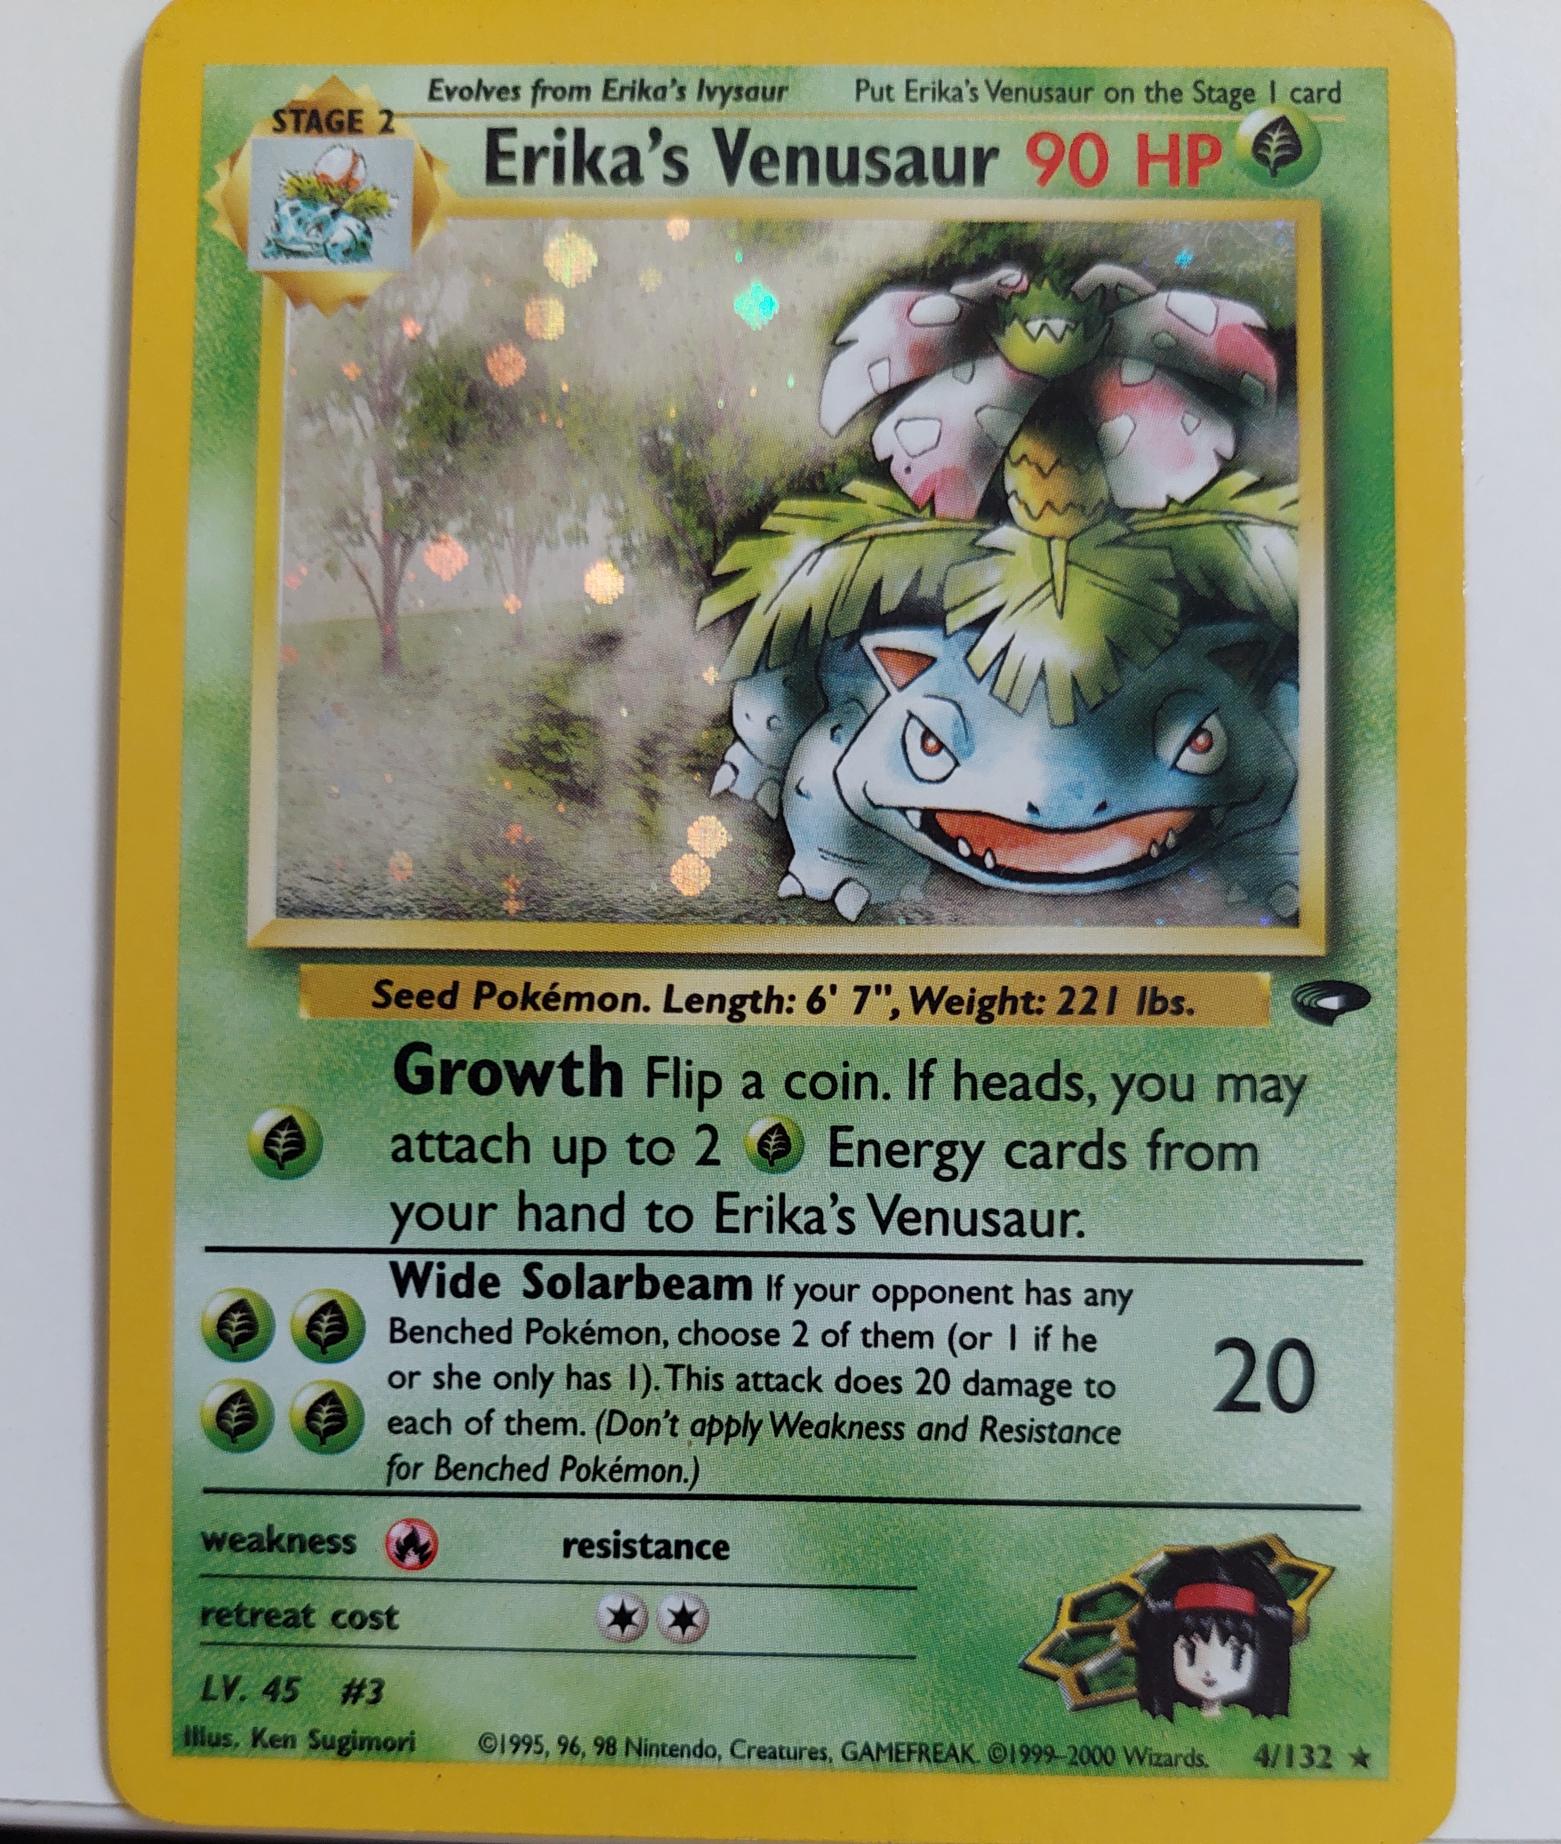 Evolves from Erika's Ivysaur Put Erika's Venusaur on the Stage 1 card
STAGE 2
Erika's Venusaur 90 HP
Seed Pokémon. Length: 6' 7", Weight: 221 lbs.
Growth Flip a coin. If heads, you may
attach up to 2 Energy cards from
your hand to Erika's Venusaur.
Wide Solarbeam If your opponent has any
Benched Pokémon, choose 2 of them (or 1 if he
or she only has 1). This attack does 20 damage to
each of them. (Don't apply Weakness and Resistance
for Benched Pokémon.)
20
weakness resistance
retreat cost
LV. 45 #3
Illus. Ken Sugimori ©1995, 96, 98 Nintendo, Creatures, GAMEFREAK. ©1999-2000 Wizards. 4/132 ★